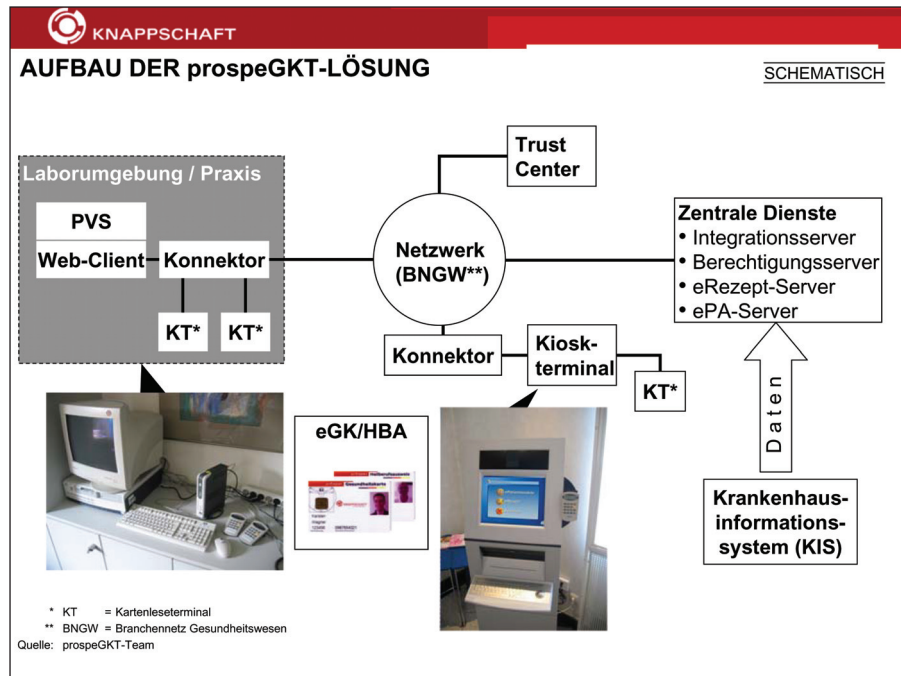 KNAPPSCHAFT
AUFBAU DER prospeGKT-LÖSUNG
SCHEMATISCH
Trust
Center
Laborumgebung / Praxis
PVS
Web-Client
Konnektor
KT*
KT*
Netzwerk
(BNGW**)
Zentrale Dienste
• Integrationsserver
• Berechtigungsserver
• eRezept-Server
• ePA-Server
Konnektor
Kiosk-
terminal
KT*
Daten
eGK/HBA
Gesundheitskarte
Krankenhaus-
informations-
system (KIS)
* KT = Kartenleseterminal
** BNGW = Branchennetz Gesundheitswesen
Quelle: prospeGKT-Team